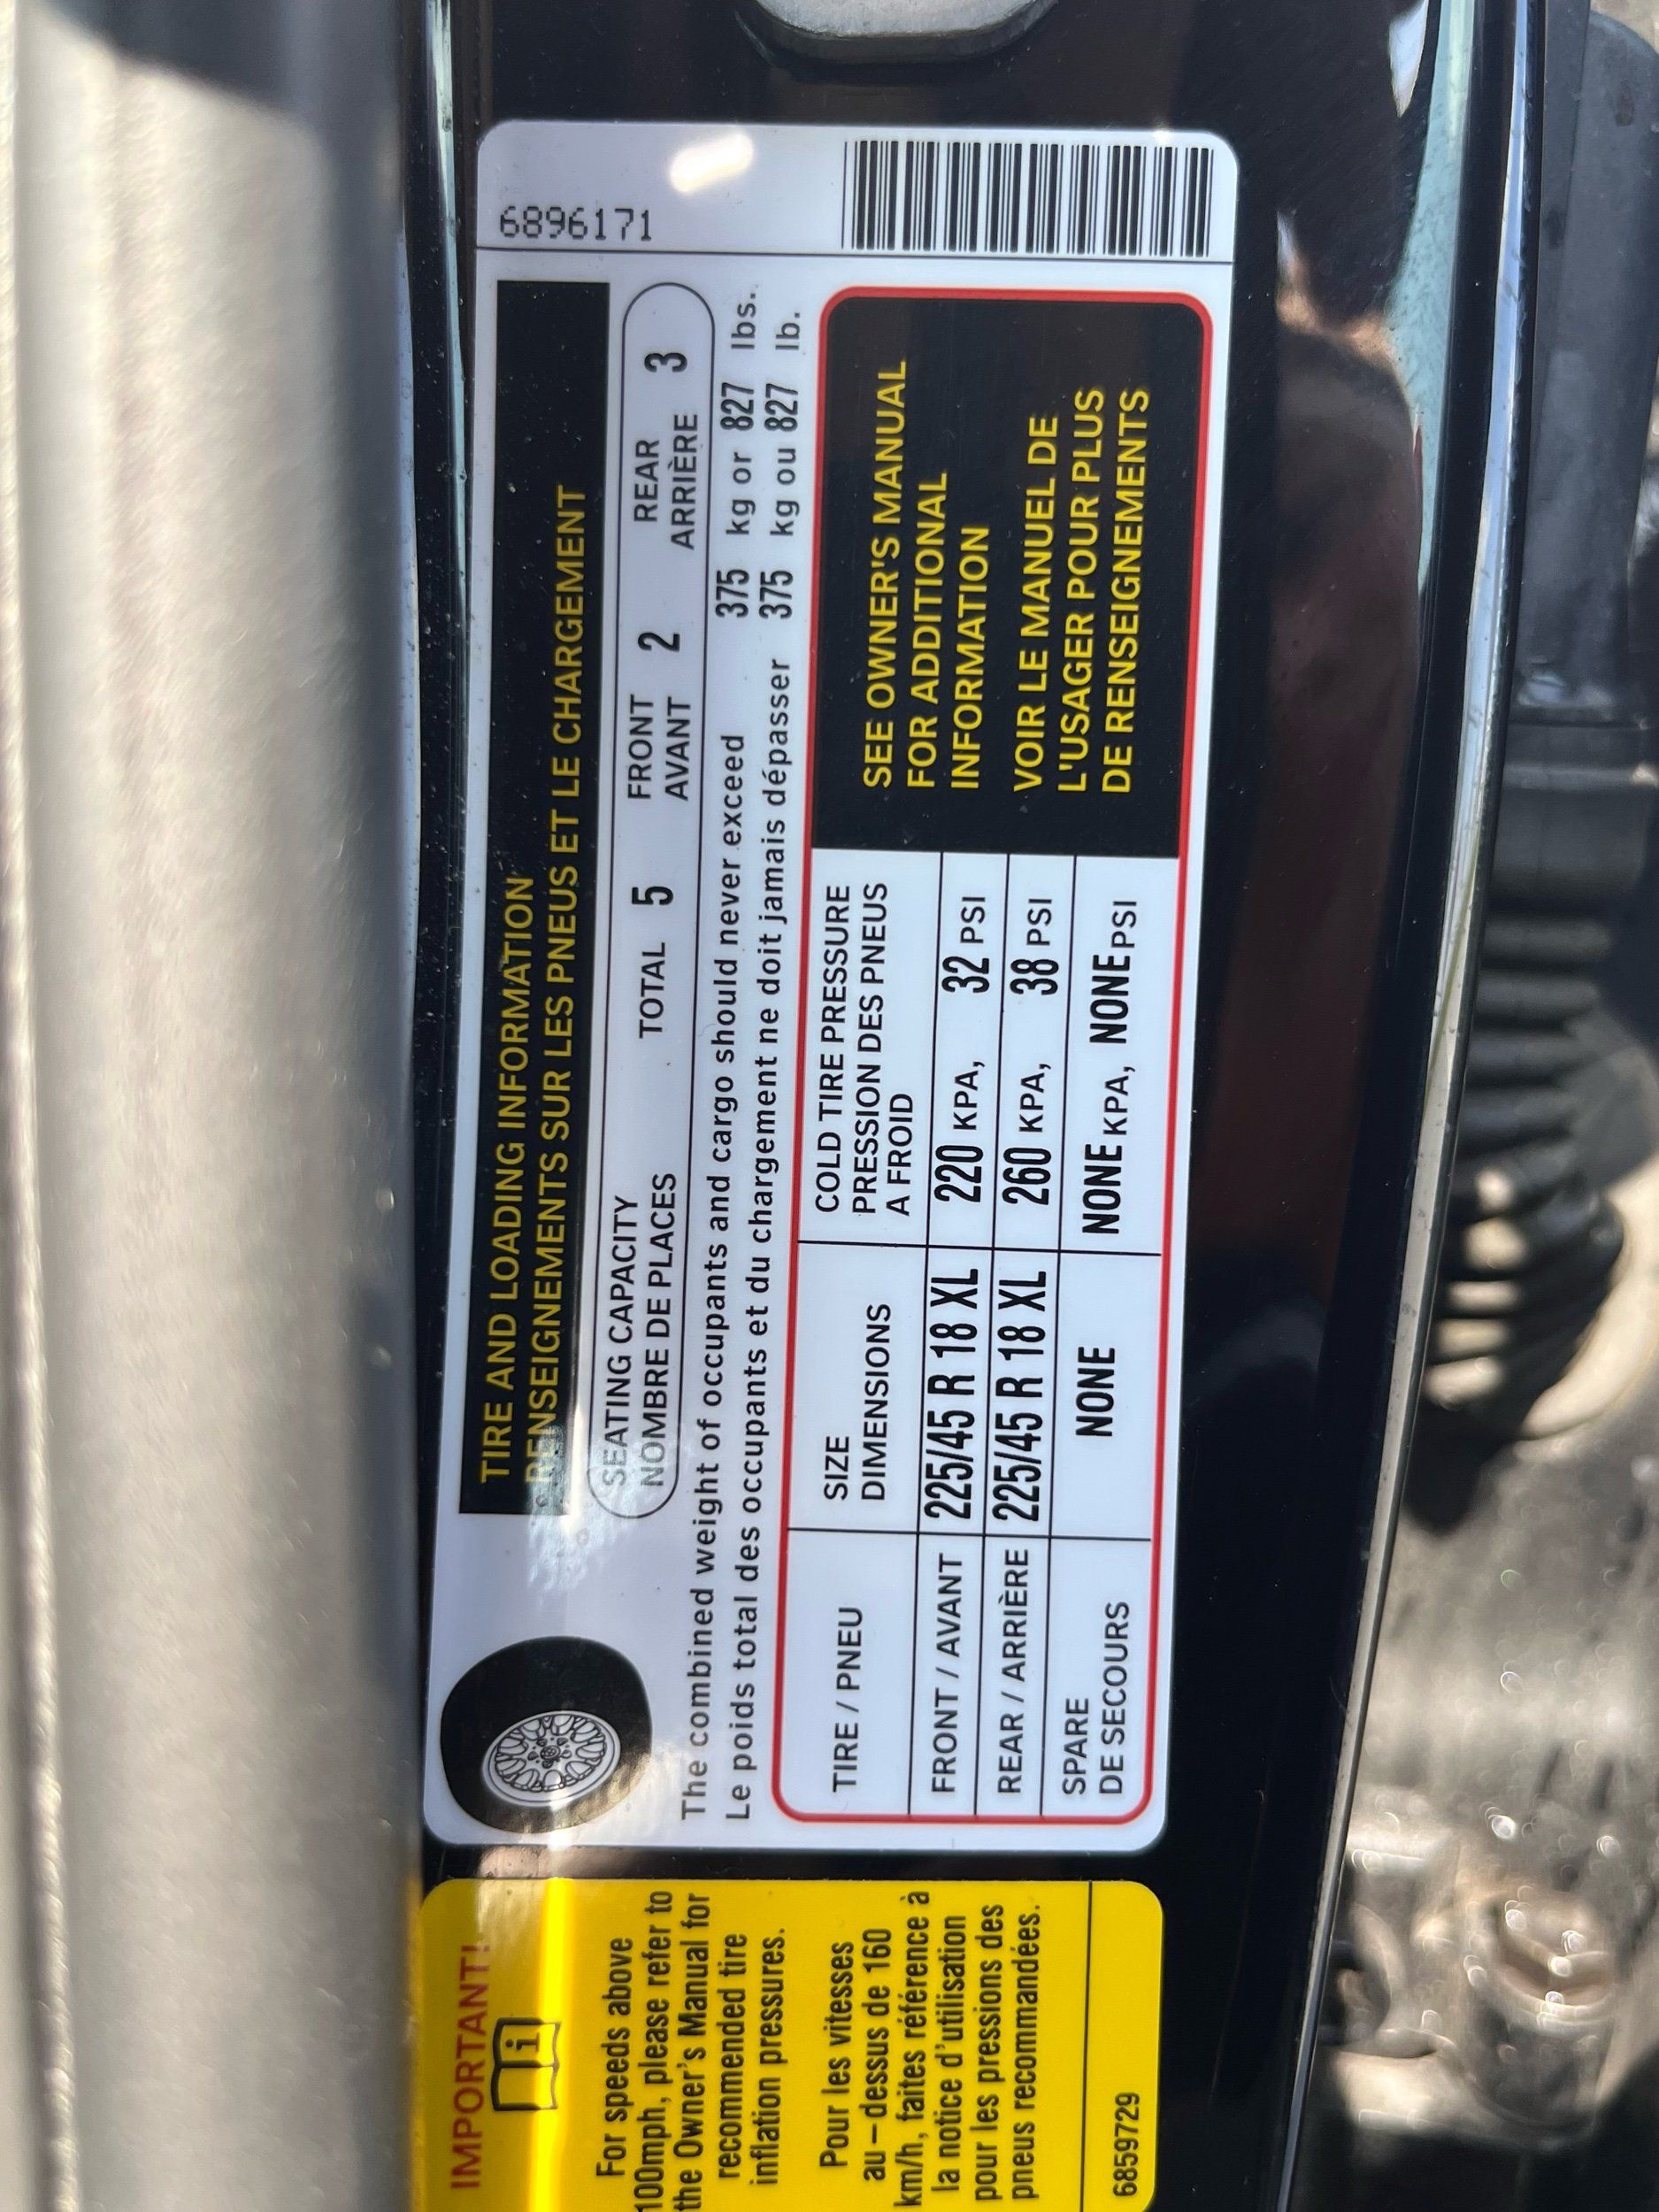 6896171
TIRE AND LOADING INFORMATION
RENSEIGNEMENTS SUR LES PNEUS ET LE CHARGEMENT
SEATING CAPACITY TOTAL 5 FRONT 2 REAR 3
NOMBRE DE PLACES AVANT ARRIÈRE
The combined weight of occupants and cargo should never exceed 375 kg or 827 lbs.
Le poids total des occupants et du chargement ne doit jamais dépasser 375 kg ou 827 lb.
TIRE / PNEU
SIZE
DIMENSIONS
COLD TIRE PRESSURE
PRESSION DES PNEUS
A FROID
FRONT / AVANT 225/45 R 18 XL 220 KPA, 32 PSI
REAR / ARRIÈRE 225/45 R 18 XL 260 KPA, 38 PSI
SPARE
DE SECOURS NONE NONE KPA, NONE PSI
SEE OWNER'S MANUAL
FOR ADDITIONAL
INFORMATION
VOIR LE MANUEL DE
L'USAGER POUR PLUS
DE RENSEIGNEMENTS
IMPORTANT!
i
For speeds above
100mph, please refer to
the Owner's Manual for
recommended tire
inflation pressures.
Pour les vitesses
au-dessus de 160
km/h, faites référence à
la notice d'utilisation
pour les pressions des
pneus recommandées.
6859729